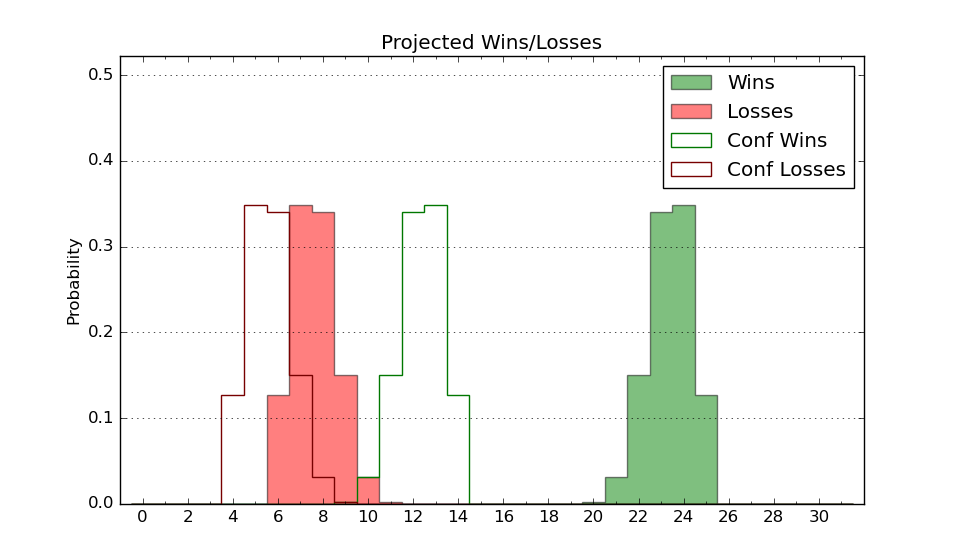 Projected Wins/Losses
Probability
0.5
0.4
0.3
0.2
0.1
0.0
0 2 4 6 8 10 12 14 16 18 20 22 24 26 28 30
Wins
Losses
Conf Wins
Conf Losses